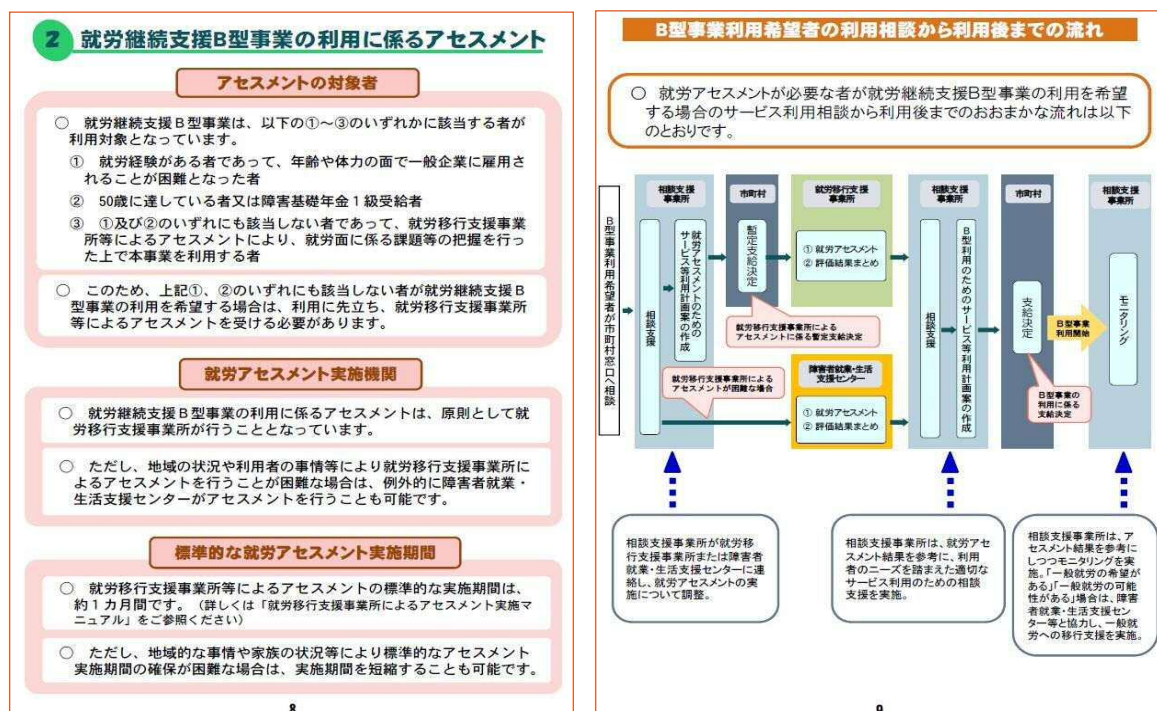 2 就労継続支援B型事業の利用に係るアセスメント
アセスメントの対象者
○ 就労継続支援B型事業は、以下の①～③のいずれかに該当する者が
利用対象となっています。
① 就労経験がある者であって、年齢や体力の面で一般企業に雇用さ
れることが困難となった者
② 50歳に達している者又は障害基礎年金1級受給者
③ ①及び②のいずれにも該当しない者であって、就労移行支援事業
所等によるアセスメントにより、就労面に係る課題等の把握を行っ
た上で本事業を利用する者
○ このため、上記①、②のいずれにも該当しない者が就労継続支援B
型事業の利用を希望する場合は、利用に先立ち、就労移行支援事業所
等によるアセスメントを受ける必要があります。
就労アセスメント実施機関
○ 就労継続支援B型事業の利用に係るアセスメントは、原則として就
労移行支援事業所が行うこととなっています。
○ ただし、地域の状況や利用者の事情等により就労移行支援事業所に
よるアセスメントを行うことが困難な場合は、例外的に障害者就業・
生活支援センターがアセスメントを行うことも可能です。
標準的な就労アセスメント実施期間
○ 就労移行支援事業所等によるアセスメントの標準的な実施期間は、
約1カ月間です。（詳しくは「就労移行支援事業所によるアセスメント実施マ
ニュアル」をご参照ください）
○ ただし、地域的な事情や家族の状況等により標準的なアセスメント
実施期間の確保が困難な場合は、実施期間を短縮することも可能です。
8
B型事業利用希望者の利用相談から利用後までの流れ
○ 就労アセスメントが必要な者が就労継続支援B型事業の利用を希望
する場合のサービス利用相談から利用後までのおおまかな流れは以下
のとおりです。
B型事業利用希望者が市町村窓口へ相談
相談支援
事業所
相談支援
就労アセスメントのための
サービス等利用計画案の作成
市町村
暫定支給決定
就労移行支援事業所による
アセスメントに係る暫定支給決定
就労移行支援
事業所
① 就労アセスメント
② 評価結果まとめ
就労移行支援事業所による
アセスメントが困難な場合
障害者就業・生活
支援センター
① 就労アセスメント
② 評価結果まとめ
相談支援
事業所
相談支援
B型利用のためのサービス等利用計画案の作成
市町村
支給決定
B型事業の
利用に係る
支給決定
B型事業
利用開始
相談支援
事業所
モニタリング
相談支援事業所が就労移
行支援事業所または障害者
就業・生活支援センターに連
絡し、就労アセスメントの実
施について調整。
相談支援事業所は、就労アセ
スメント結果を参考に、利用者
のニーズを踏まえた適切な
サービス利用のための相談
支援を実施。
相談支援事業所は、ア
セスメント結果を参考に
しつつモニタリングを実
施。「一般就労の希望が
ある」「一般就労の可能
性がある」場合は、障害
者就業・生活支援セン
ター等と協力し、一般就
労への移行支援を実施。
9